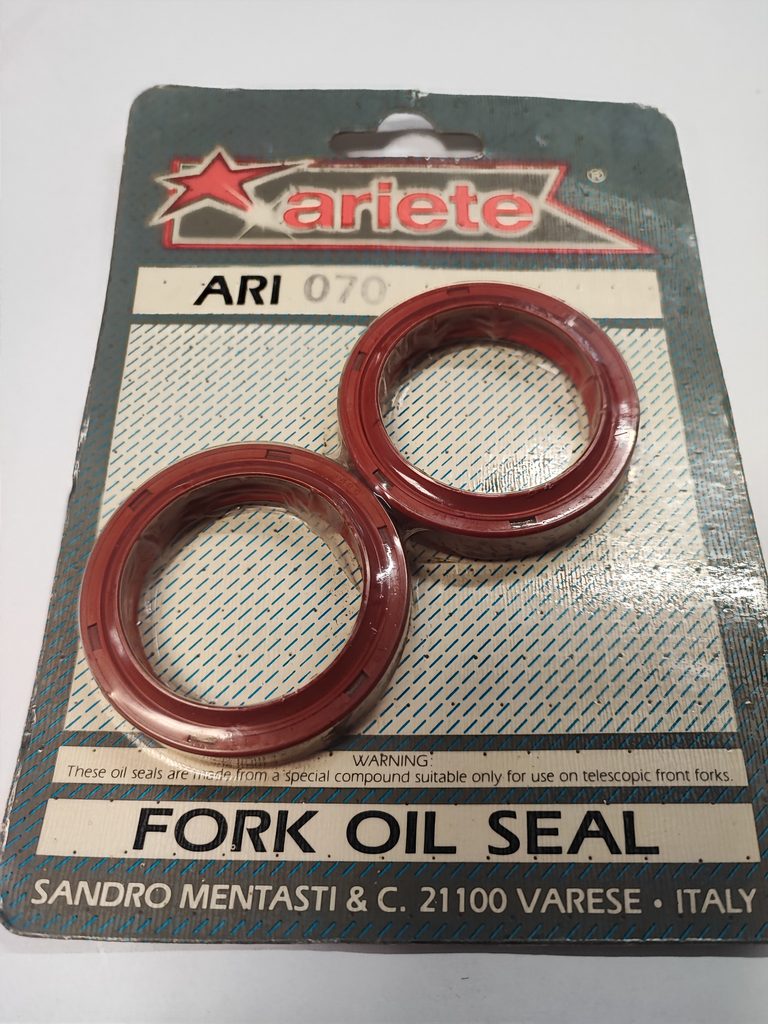 ariete ®
ARI 070
WARNING:
These oil seals are made from a special compound suitable only for use on telescopic front forks.
FORK OIL SEAL
SANDRO MENTASTI & C. 21100 VARESE • ITALY